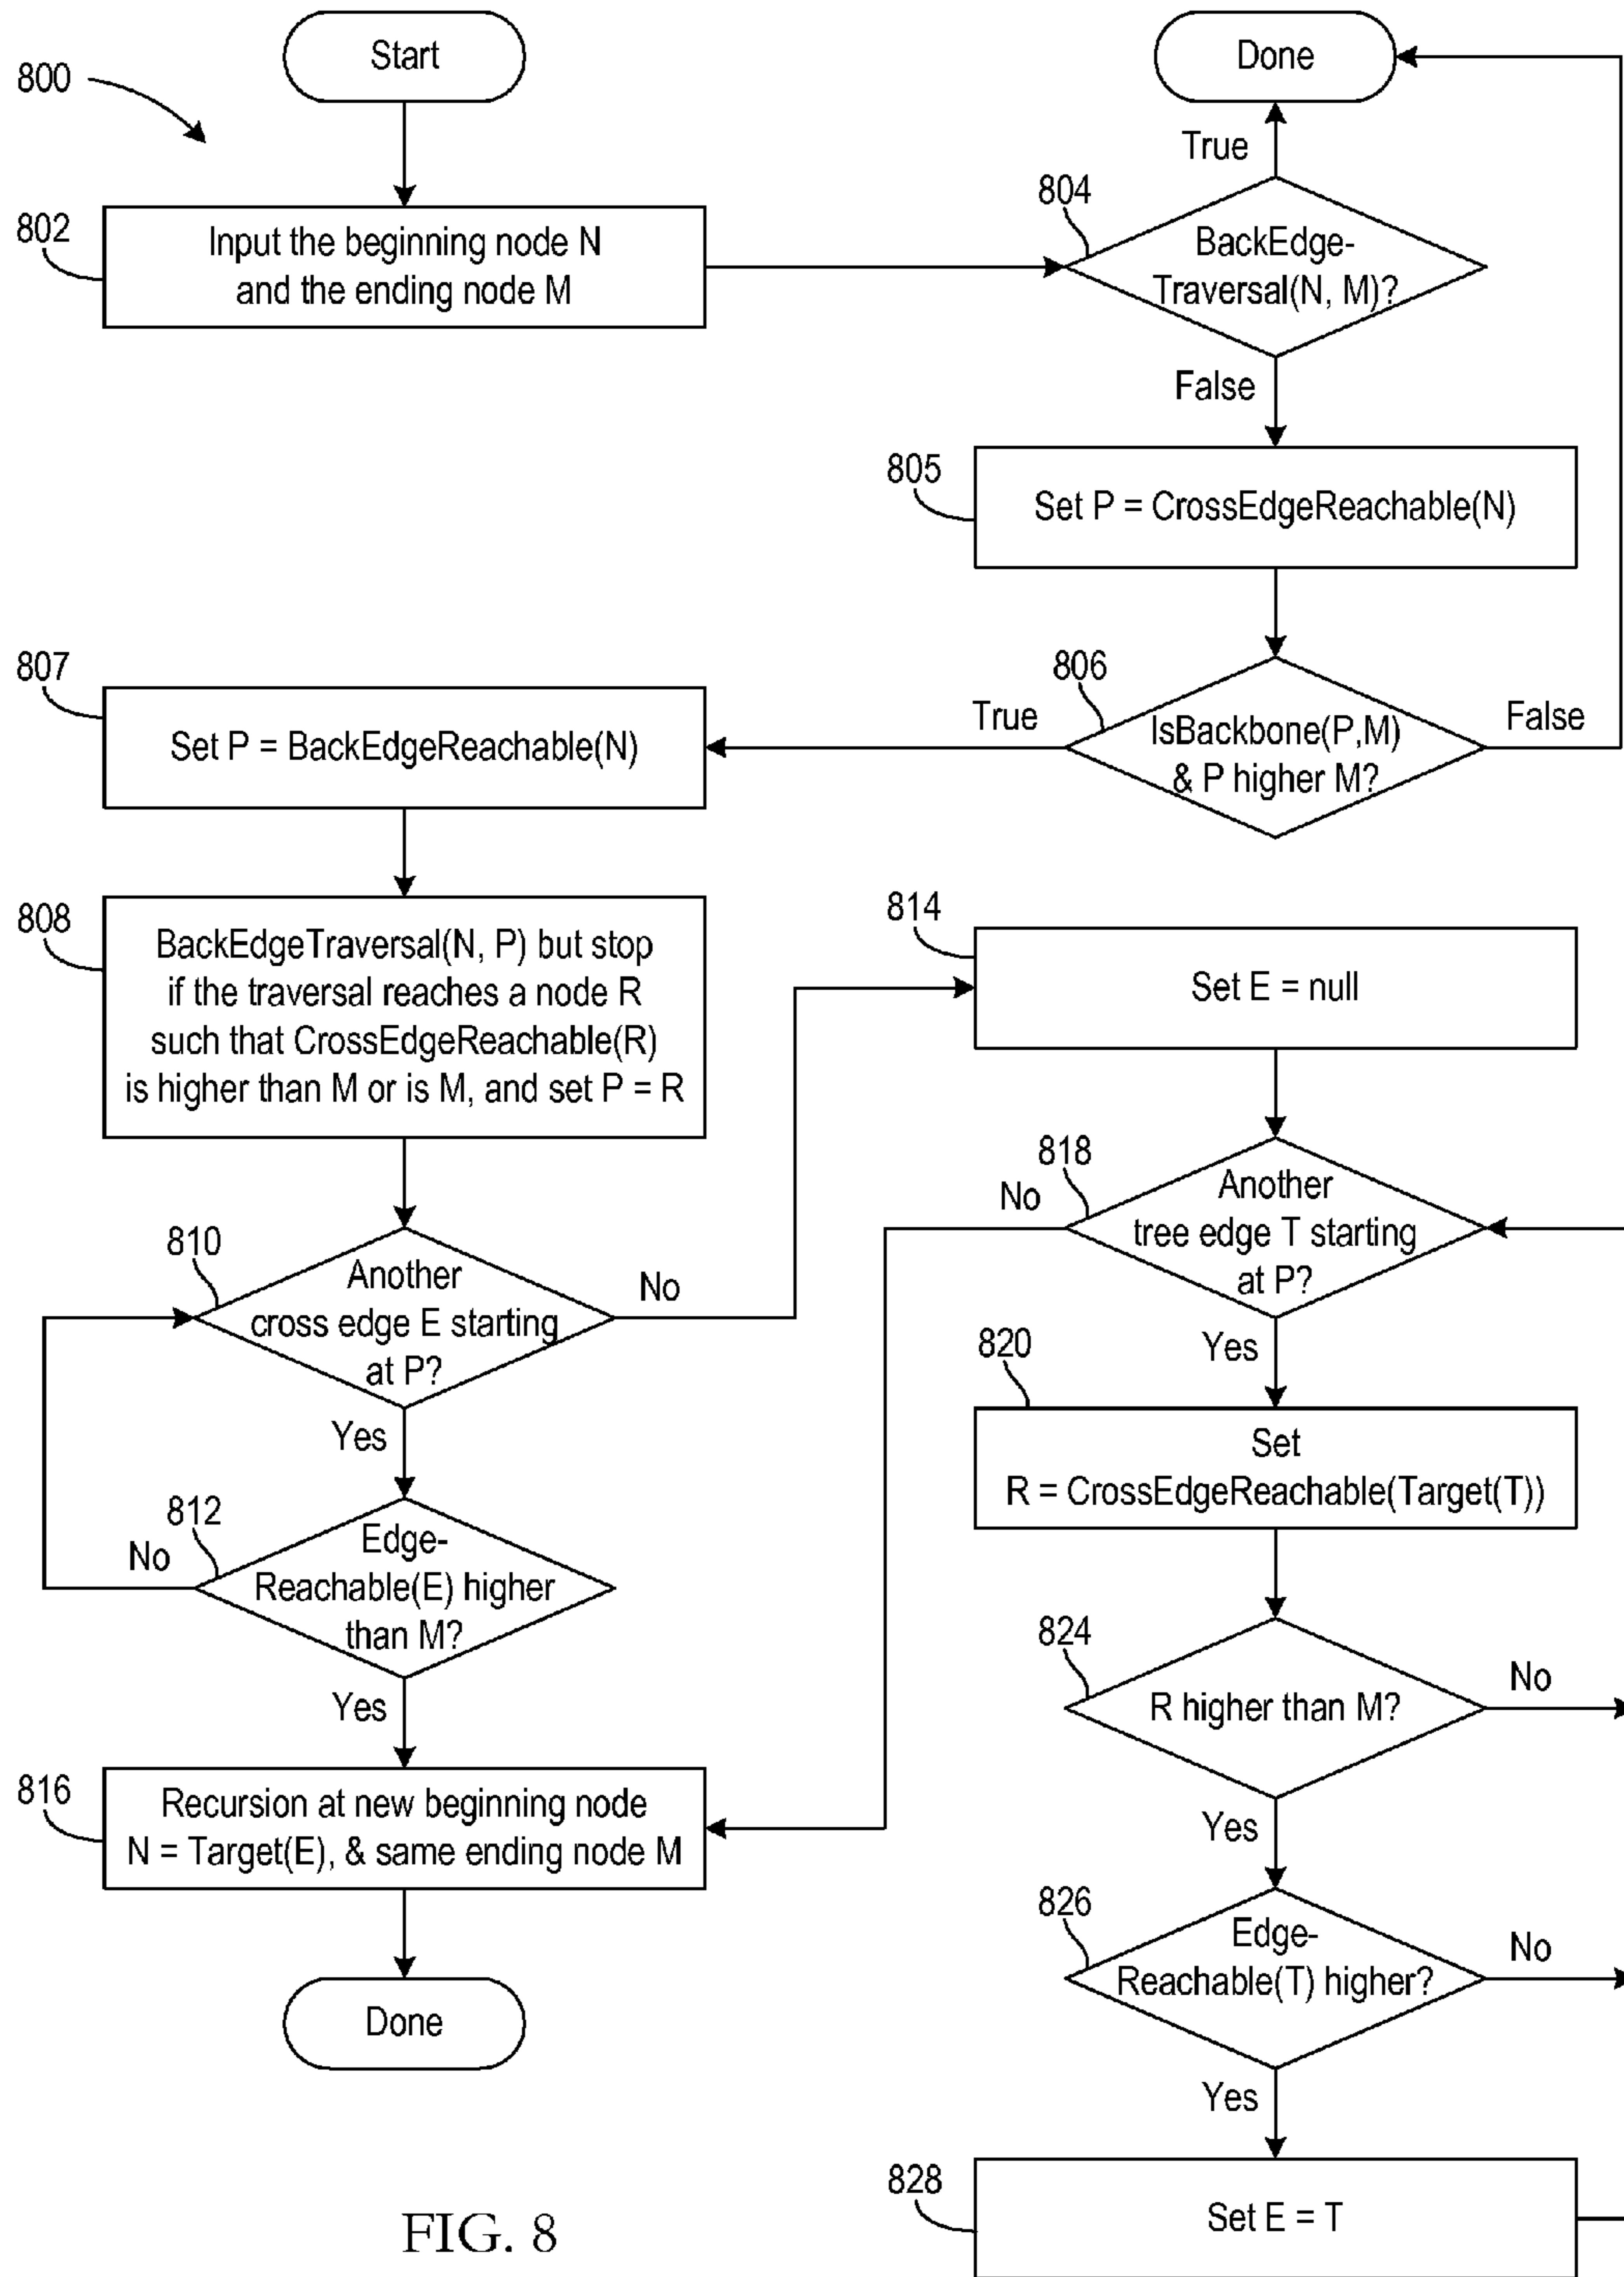 Start
Done
800
True
802
Input the beginning node N
and the ending node M
804
BackEdge-
Traversal(N, M)?
False
805
Set P = CrossEdgeReachable(N)
807
Set P = BackEdgeReachable(N)
806
True
IsBackbone(P,M)
& P higher M?
False
808
BackEdgeTraversal(N, P) but stop
if the traversal reaches a node R
such that CrossEdgeReachable(R)
is higher than M or is M, and set P = R
814
Set E = null
810
Another
cross edge E starting
at P?
No
818
No
Another
tree edge T starting
at P?
Yes
Yes
820
Set
R = CrossEdgeReachable(Target(T))
812
No
Edge-
Reachable(E) higher
than M?
Yes
824
R higher than M?
No
Yes
816
Recursion at new beginning node
N = Target(E), & same ending node M
826
Edge-
Reachable(T) higher?
No
Yes
Done
828
Set E = T
FIG. 8